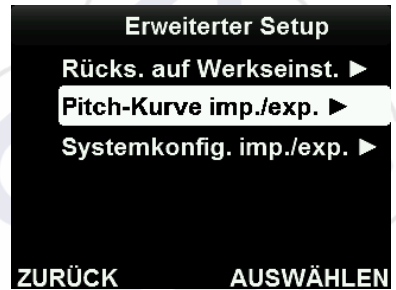 Erweiterter Setup
Rücks. auf Werkseinst. ►
Pitch-Kurve imp./exp. ►
Systemkonfig. imp./exp. ►
ZURÜCK AUSWÄHLEN